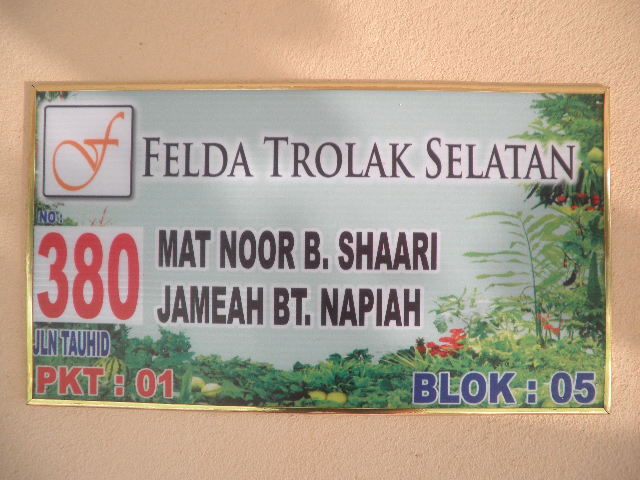 F FELDA TROLAK SELATAN
NO :
380
MAT NOOR B. SHAARI
JAMEAH BT. NAPIAH
JLN TAUHID
PKT : 01
BLOK : 05